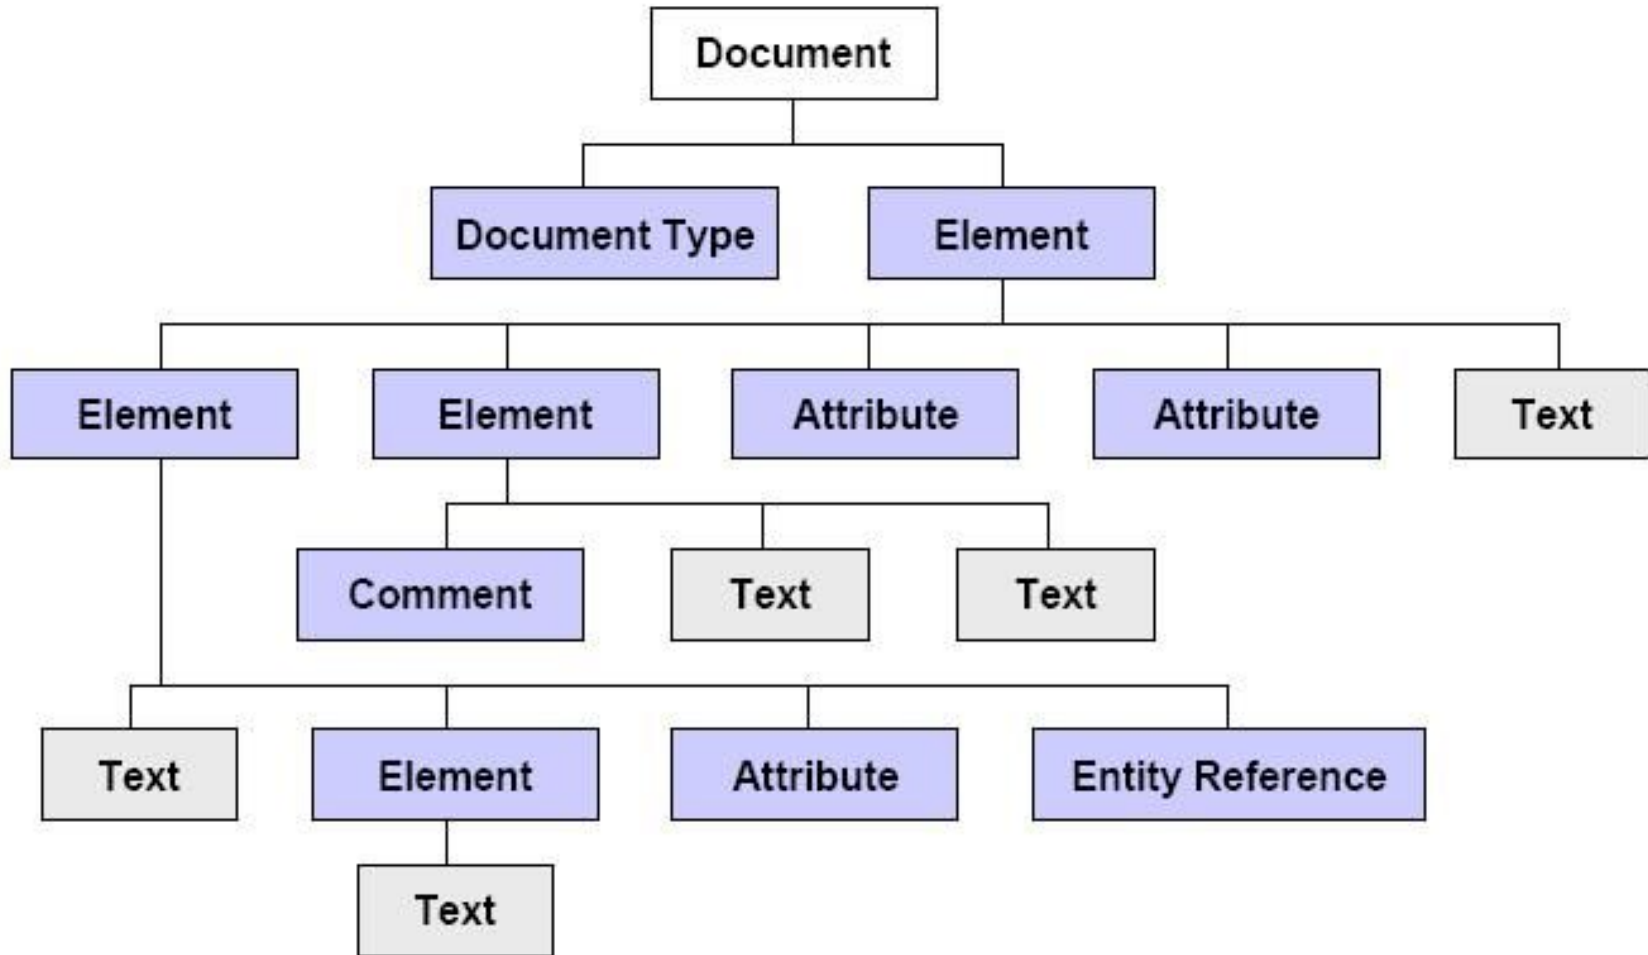 Document
Document Type
Element
Element
Element
Attribute
Attribute
Text
Comment
Text
Text
Text
Element
Attribute
Entity Reference
Text